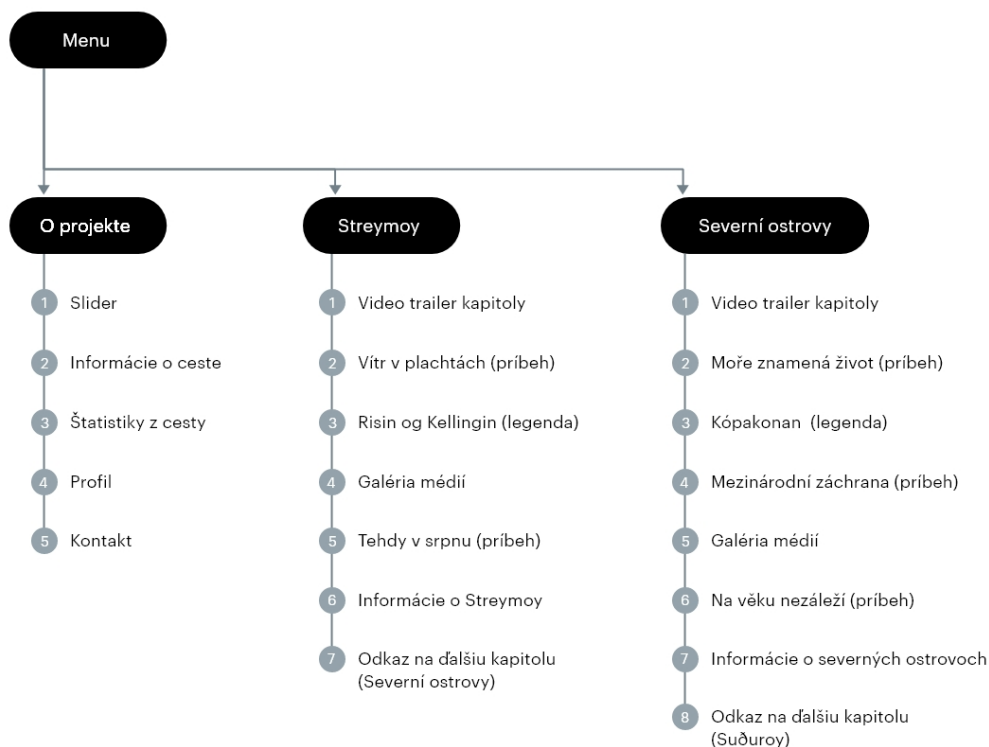 Menu
O projekte
1 Slider
2 Informácie o ceste
3 Štatistiky z cesty
4 Profil
5 Kontakt
Streymoy
1 Video trailer kapitoly
2 Vítr v plachtách (príbeh)
3 Risin og Kellingin (legenda)
4 Galéria médií
5 Tehdy v srpnu (príbeh)
6 Informácie o Streymoy
7 Odkaz na ďalšiu kapitolu
(Severní ostrovy)
Severní ostrovy
1 Video trailer kapitoly
2 Moře znamená život (príbeh)
3 Kópakonan (legenda)
4 Mezinárodní záchrana (príbeh)
5 Galéria médií
6 Na věku nezáleží (príbeh)
7 Informácie o severných ostrovoch
8 Odkaz na ďalšiu kapitolu
(Suðuroy)